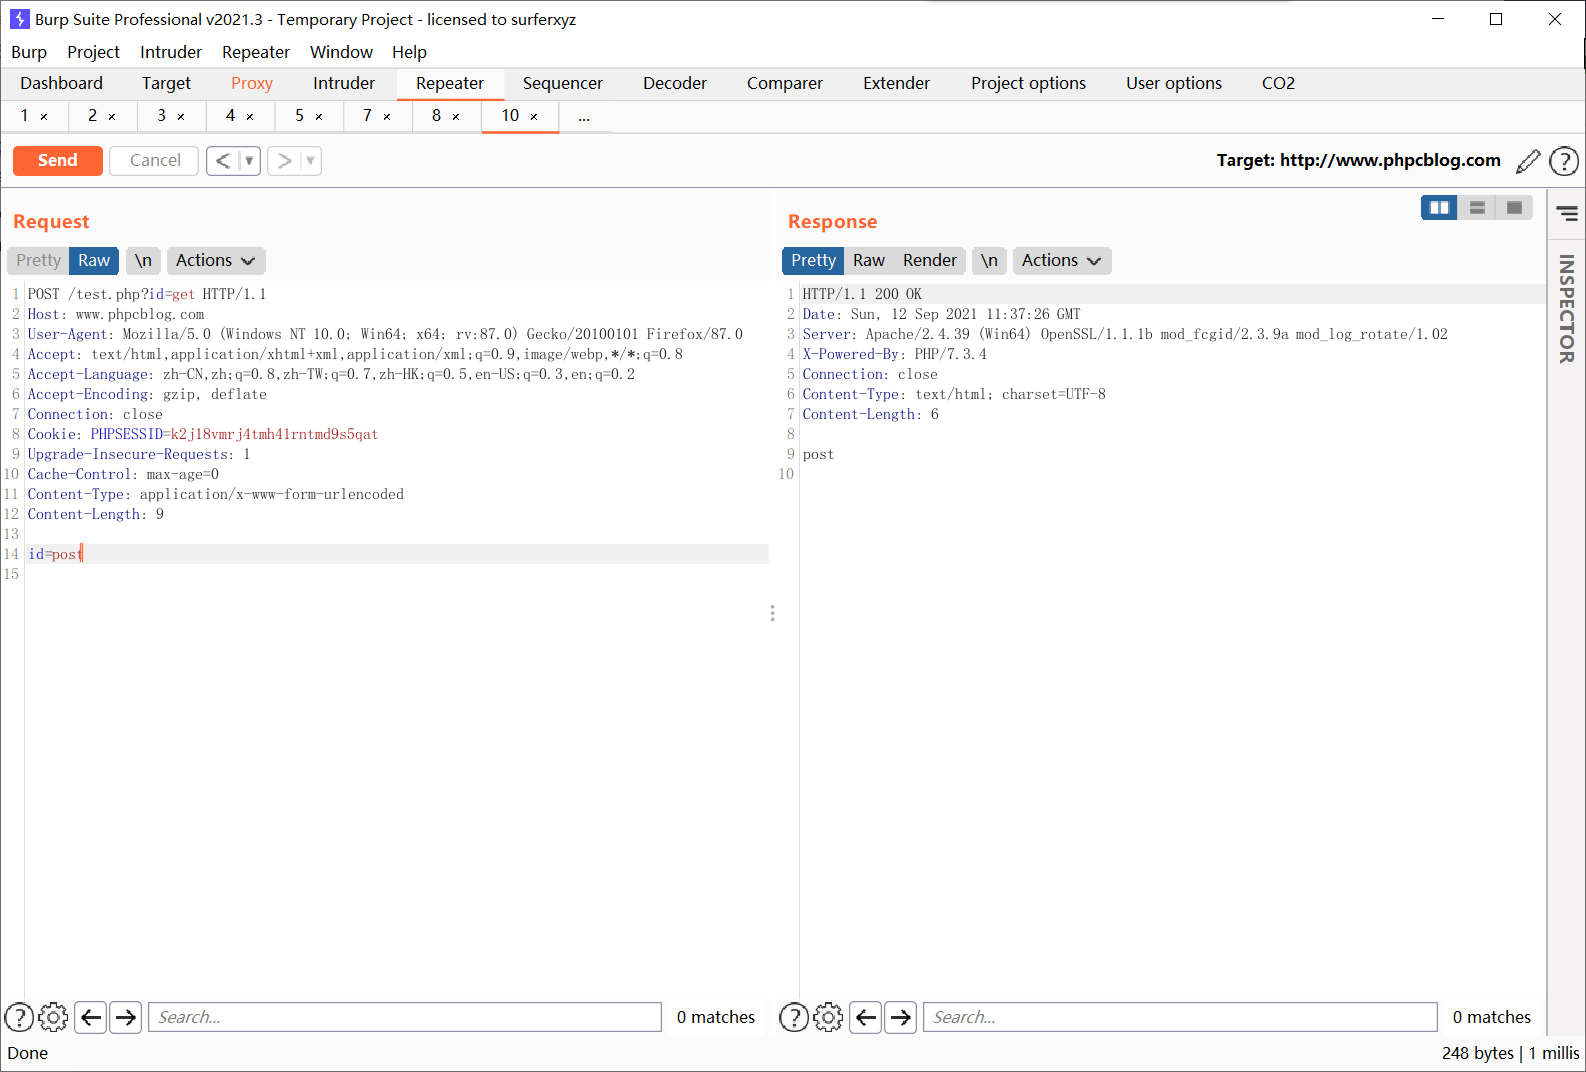 Burp Suite Professional v2021.3 - Temporary Project - licensed to surferxyz
Burp Project Intruder Repeater Window Help
Dashboard Target Proxy Intruder Repeater Sequencer Decoder Comparer Extender Project options User options CO2
1 × 2 × 3 × 4 × 5 × 7 × 8 × 10 × ...
Send Cancel < ▼ > ▼ Target: http://www.phpcblog.com ?
Request
Pretty Raw \n Actions
1 POST /test.php?id=get HTTP/1.1
2 Host: www.phpcblog.com
3 User-Agent: Mozilla/5.0 (Windows NT 10.0; Win64; x64; rv:87.0) Gecko/20100101 Firefox/87.0
4 Accept: text/html,application/xhtml+xml,application/xml;q=0.9,image/webp,*/*;q=0.8
5 Accept-Language: zh-CN,zh;q=0.8,zh-TW;q=0.7,zh-HK;q=0.5,en-US;q=0.3,en;q=0.2
6 Accept-Encoding: gzip, deflate
7 Connection: close
8 Cookie: PHPSESSID=k2j18vmrj4tmh41rntmd9s5qat
9 Upgrade-Insecure-Requests: 1
10 Cache-Control: max-age=0
11 Content-Type: application/x-www-form-urlencoded
12 Content-Length: 9
13
14 id=post
15
? ← → Search... 0 matches
Response
Pretty Raw Render \n Actions
1 HTTP/1.1 200 OK
2 Date: Sun, 12 Sep 2021 11:37:26 GMT
3 Server: Apache/2.4.39 (Win64) OpenSSL/1.1.1b mod_fcgid/2.3.9a mod_log_rotate/1.02
4 X-Powered-By: PHP/7.3.4
5 Connection: close
6 Content-Type: text/html; charset=UTF-8
7 Content-Length: 6
8
9 post
10
? ← → Search... 0 matches
INSPECTOR
Done 248 bytes | 1 millis